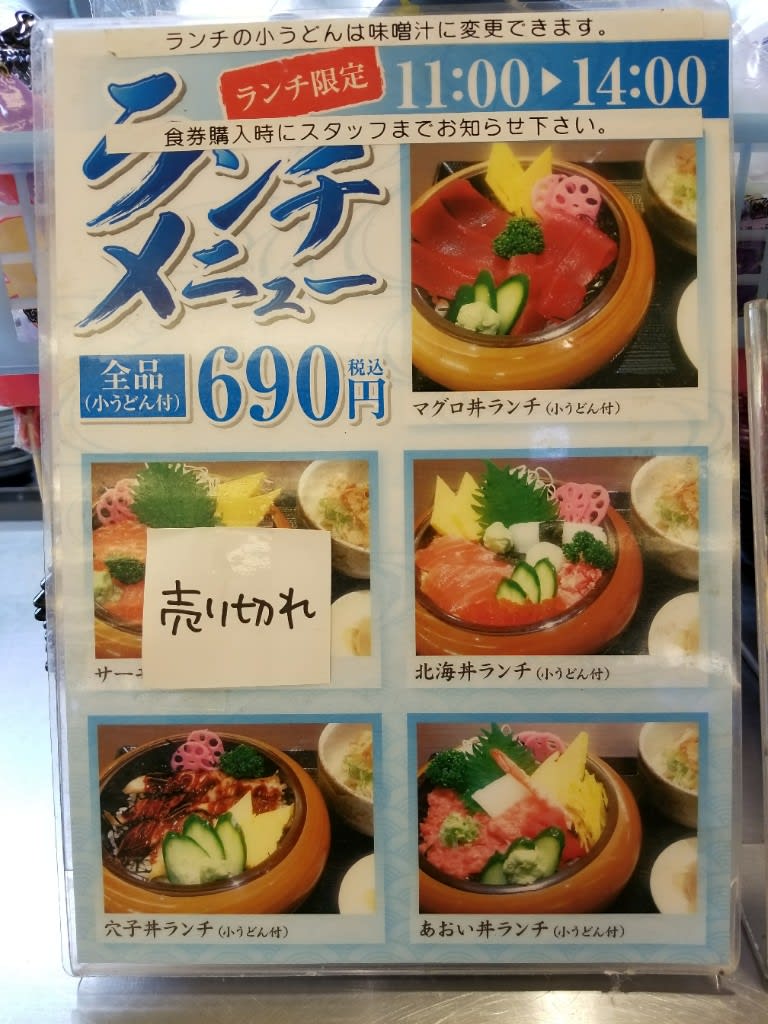 ランチの小うどんは味噌汁に変更できます。
ランチ限定 11:00▶14:00
食券購入時にスタッフまでお知らせ下さい。
ランチ
メニュー
全品
(小うどん付)
690円
税込
マグロ丼ランチ(小うどん付)
売り切れ
サー
北海丼ランチ(小うどん付)
穴子丼ランチ(小うどん付)
あおい丼ランチ(小うどん付)